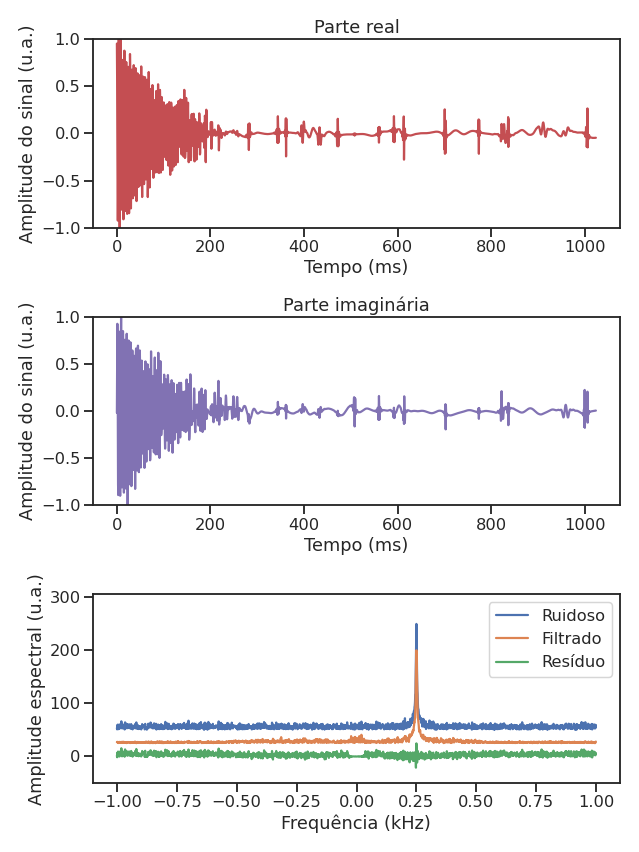 Parte real
Amplitude do sinal (u.a.)
1.0
0.5
0.0
−0.5
−1.0
0 200 400 600 800 1000
Tempo (ms)
Parte imaginária
Amplitude do sinal (u.a.)
1.0
0.5
0.0
−0.5
−1.0
0 200 400 600 800 1000
Tempo (ms)
Amplitude espectral (u.a.)
300
200
100
0
Ruidoso
Filtrado
Resíduo
−1.00 −0.75 −0.50 −0.25 0.00 0.25 0.50 0.75 1.00
Frequência (kHz)